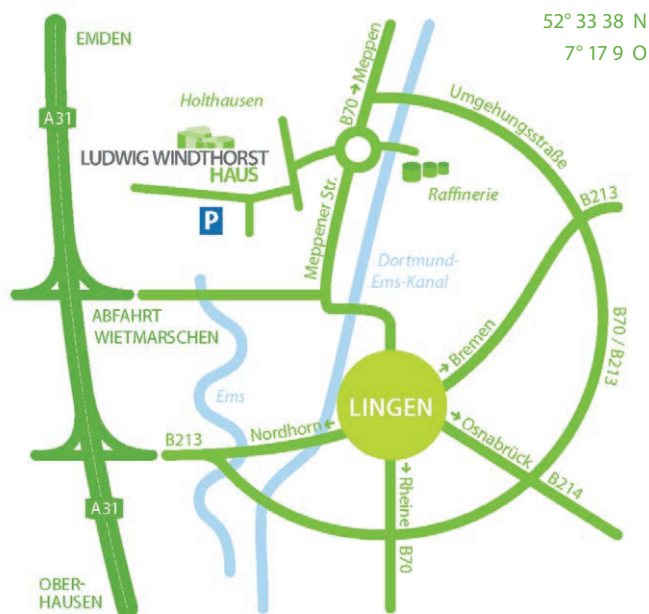 52° 33 38 N
7° 17 9 O
EMDEN
A31
Holthausen
LUDWIG WINDTHORST
HAUS
P
B70 → Meppen
Umgehungsstraße
Raffinerie
B213
Meppener Str.
Dortmund-
Ems-Kanal
ABFAHRT
WIETMARSCHEN
Ems
→ Bremen
B70 / B213
LINGEN
B213
Nordhorn ←
→ Osnabrück
B214
→ Rheine
B70
A31
OBER-
HAUSEN